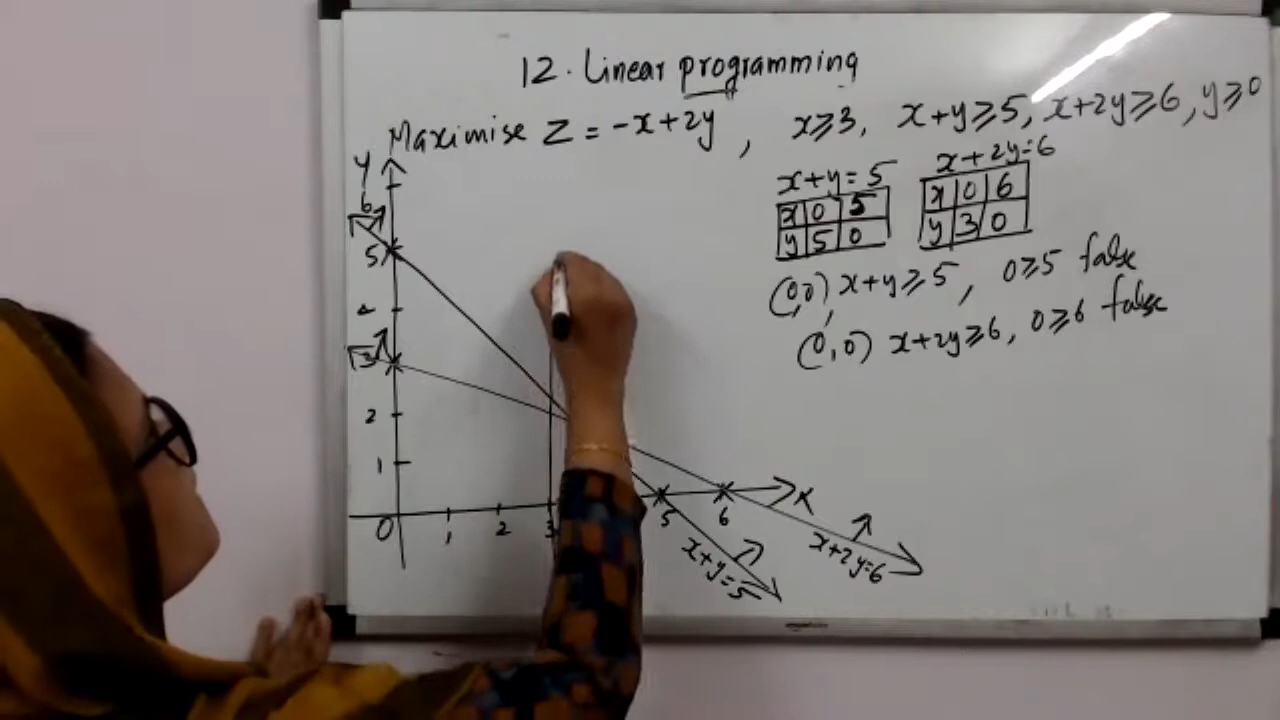 12. Linear programming
Maximise Z = -x+2y, x≥3, x+y≥5, x+2y≥6, y≥0
x+y=5
x 0 5
y 5 0
x+2y=6
x 0 6
y 3 0
(0,0) x+y≥5, 0≥5 false
(0,0) x+2y≥6, 0≥6 false
y
6
5
3
2
1
0 1 2 3 5 6 x
x+y=5
x+2y=6